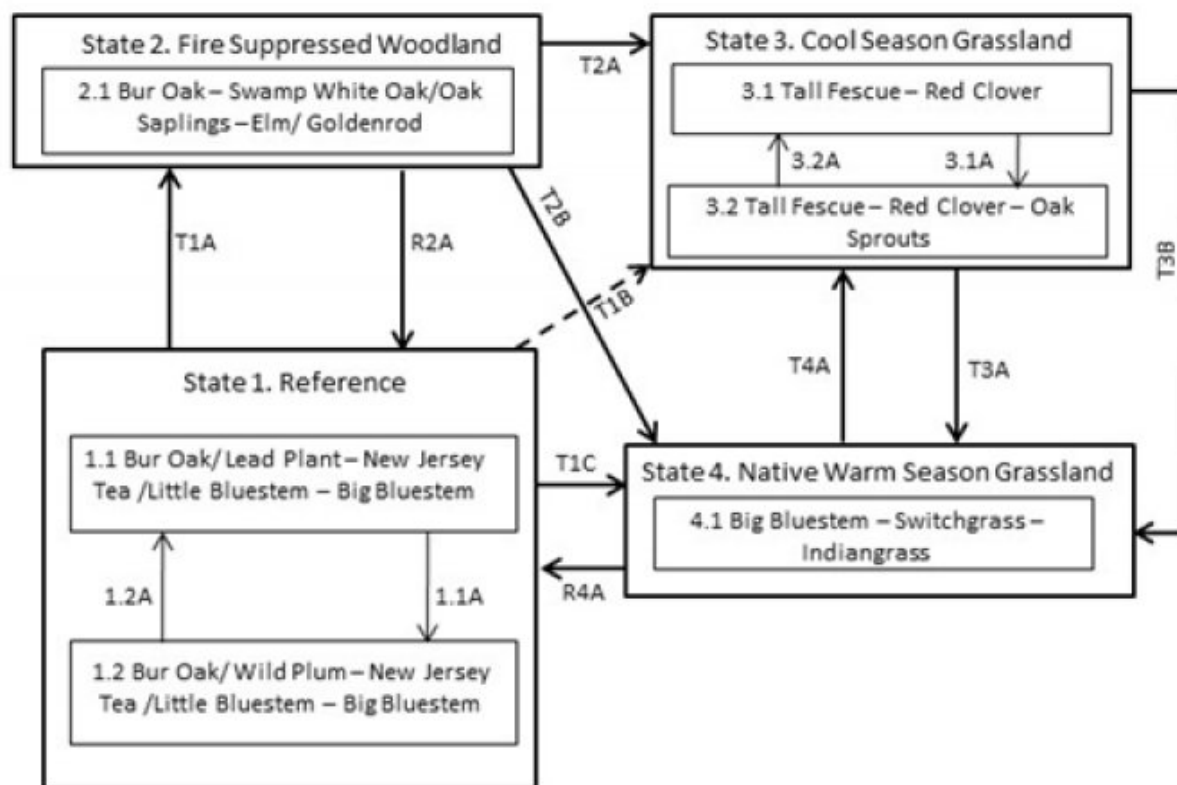 State 2. Fire Suppressed Woodland
2.1 Bur Oak – Swamp White Oak/Oak
Saplings – Elm/ Goldenrod
T2A
State 3. Cool Season Grassland
3.1 Tall Fescue – Red Clover
3.2A
3.1A
3.2 Tall Fescue – Red Clover – Oak
Sprouts
T3B
T1A
R2A
T2B
T1B
T4A
T3A
State 1. Reference
1.1 Bur Oak/ Lead Plant – New Jersey
Tea /Little Bluestem – Big Bluestem
1.2A
1.1A
1.2 Bur Oak/ Wild Plum – New Jersey
Tea /Little Bluestem – Big Bluestem
T1C
R4A
State 4. Native Warm Season Grassland
4.1 Big Bluestem – Switchgrass –
Indiangrass